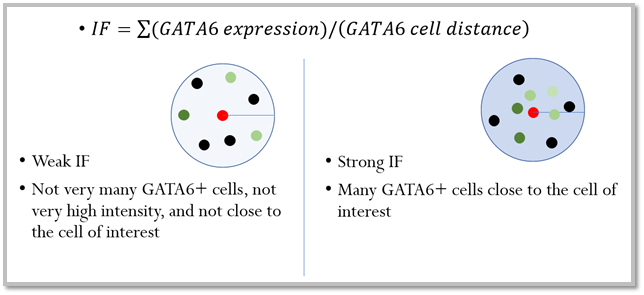 • IF = ∑(GATA6 expression)/(GATA6 cell distance)
• Weak IF
• Not very many GATA6+ cells, not
very high intensity, and not close to
the cell of interest
• Strong IF
• Many GATA6+ cells close to the cell of
interest